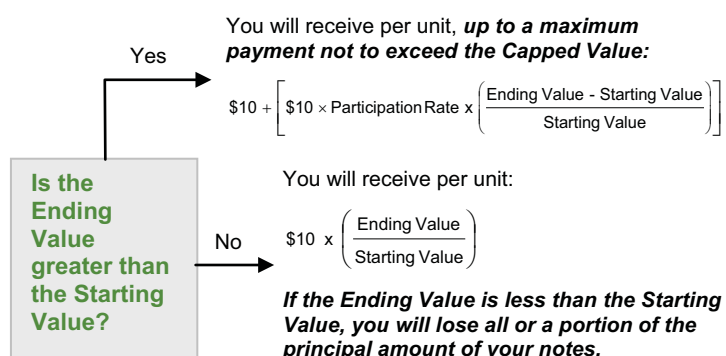 You will receive per unit, up to a maximum
payment not to exceed the Capped Value:
Yes
$10 + [ $10 × Participation Rate x ( Ending Value - Starting Value / Starting Value ) ]
Is the
Ending
Value
greater than
the Starting
Value?
No
You will receive per unit:
$10 x ( Ending Value / Starting Value )
If the Ending Value is less than the Starting
Value, you will lose all or a portion of the
principal amount of your notes.